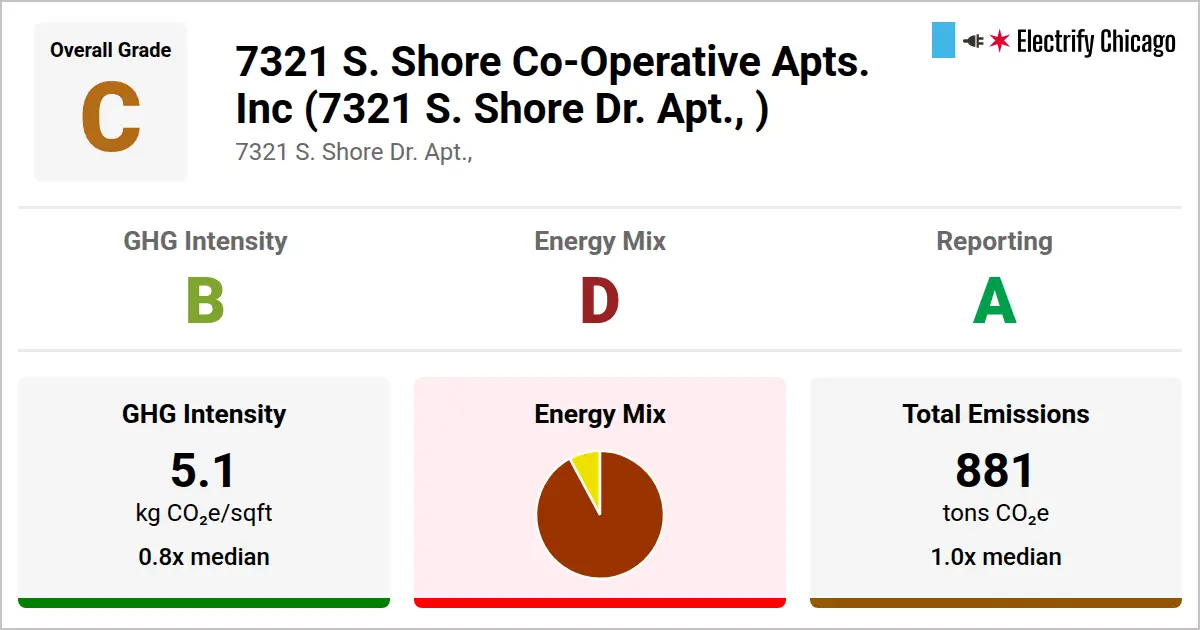 Overall Grade
C
7321 S. Shore Co-Operative Apts.
Inc (7321 S. Shore Dr. Apt., )
7321 S. Shore Dr. Apt.,
Electrify Chicago
GHG Intensity
B
Energy Mix
D
Reporting
A
GHG Intensity
5.1
kg CO₂e/sqft
0.8x median
Energy Mix
Total Emissions
881
tons CO₂e
1.0x median